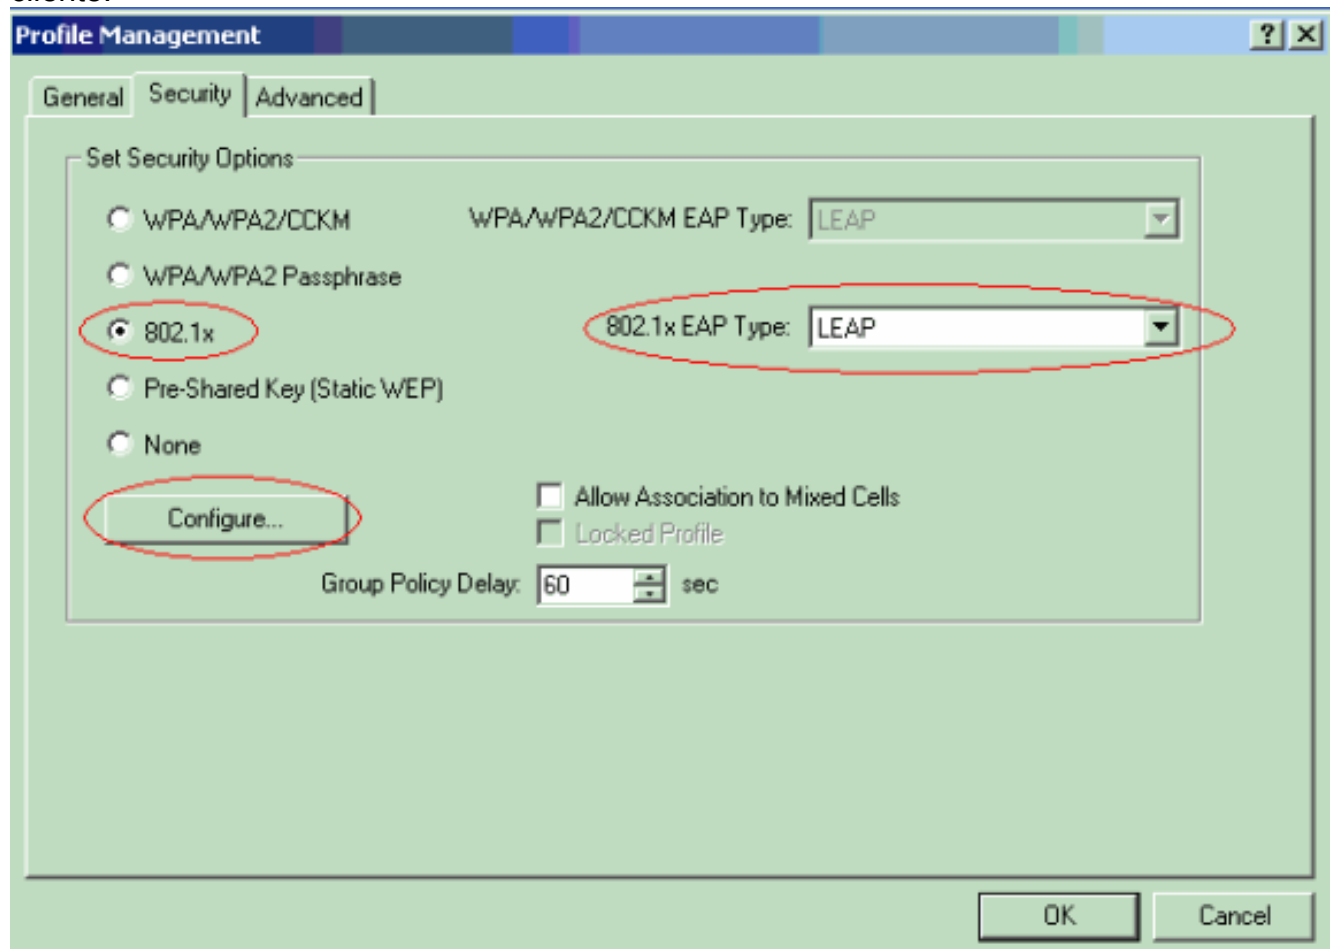 Profile Management
General Security Advanced
Set Security Options
WPA/WPA2/CCKM WPA/WPA2/CCKM EAP Type: LEAP
WPA/WPA2 Passphrase
802.1x 802.1x EAP Type: LEAP
Pre-Shared Key (Static WEP)
None
Configure... Allow Association to Mixed Cells
Locked Profile
Group Policy Delay: 60 sec
OK Cancel